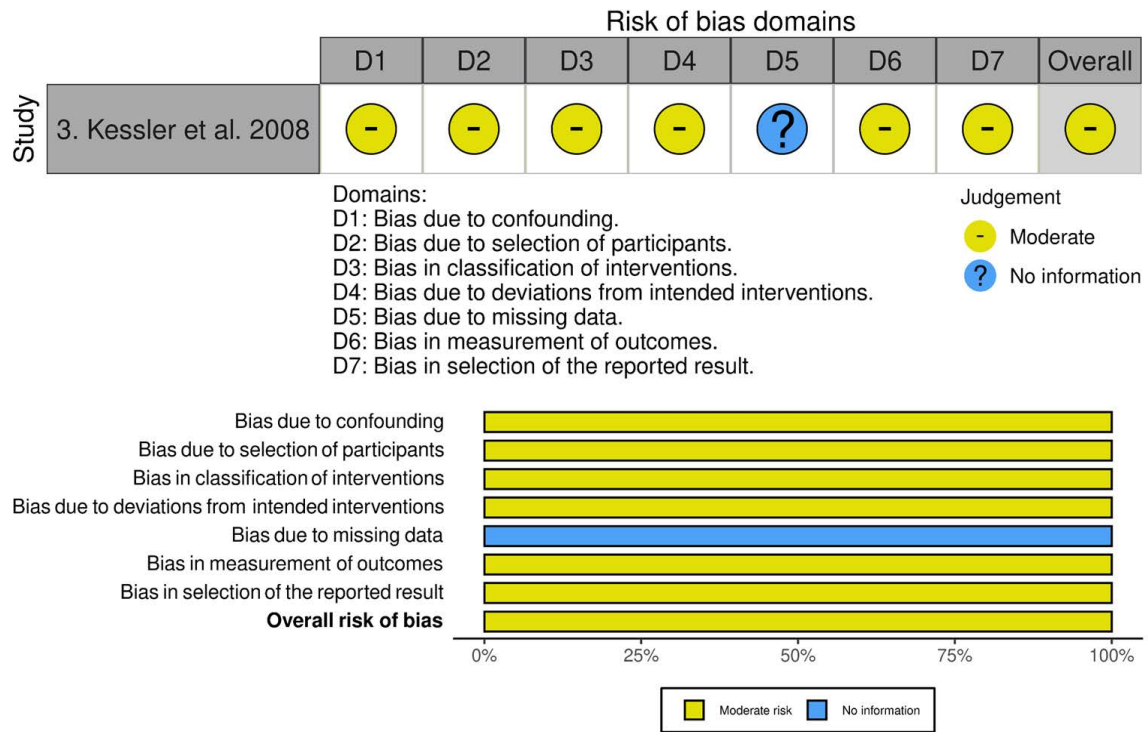 Risk of bias domains
D1 D2 D3 D4 D5 D6 D7 Overall
Study
3. Kessler et al. 2008 - - - - ? - - -
Domains:
D1: Bias due to confounding.
D2: Bias due to selection of participants.
D3: Bias in classification of interventions.
D4: Bias due to deviations from intended interventions.
D5: Bias due to missing data.
D6: Bias in measurement of outcomes.
D7: Bias in selection of the reported result.
Judgement
- Moderate
? No information
Bias due to confounding
Bias due to selection of participants
Bias in classification of interventions
Bias due to deviations from intended interventions
Bias due to missing data
Bias in measurement of outcomes
Bias in selection of the reported result
Overall risk of bias
0% 25% 50% 75% 100%
Moderate risk No information